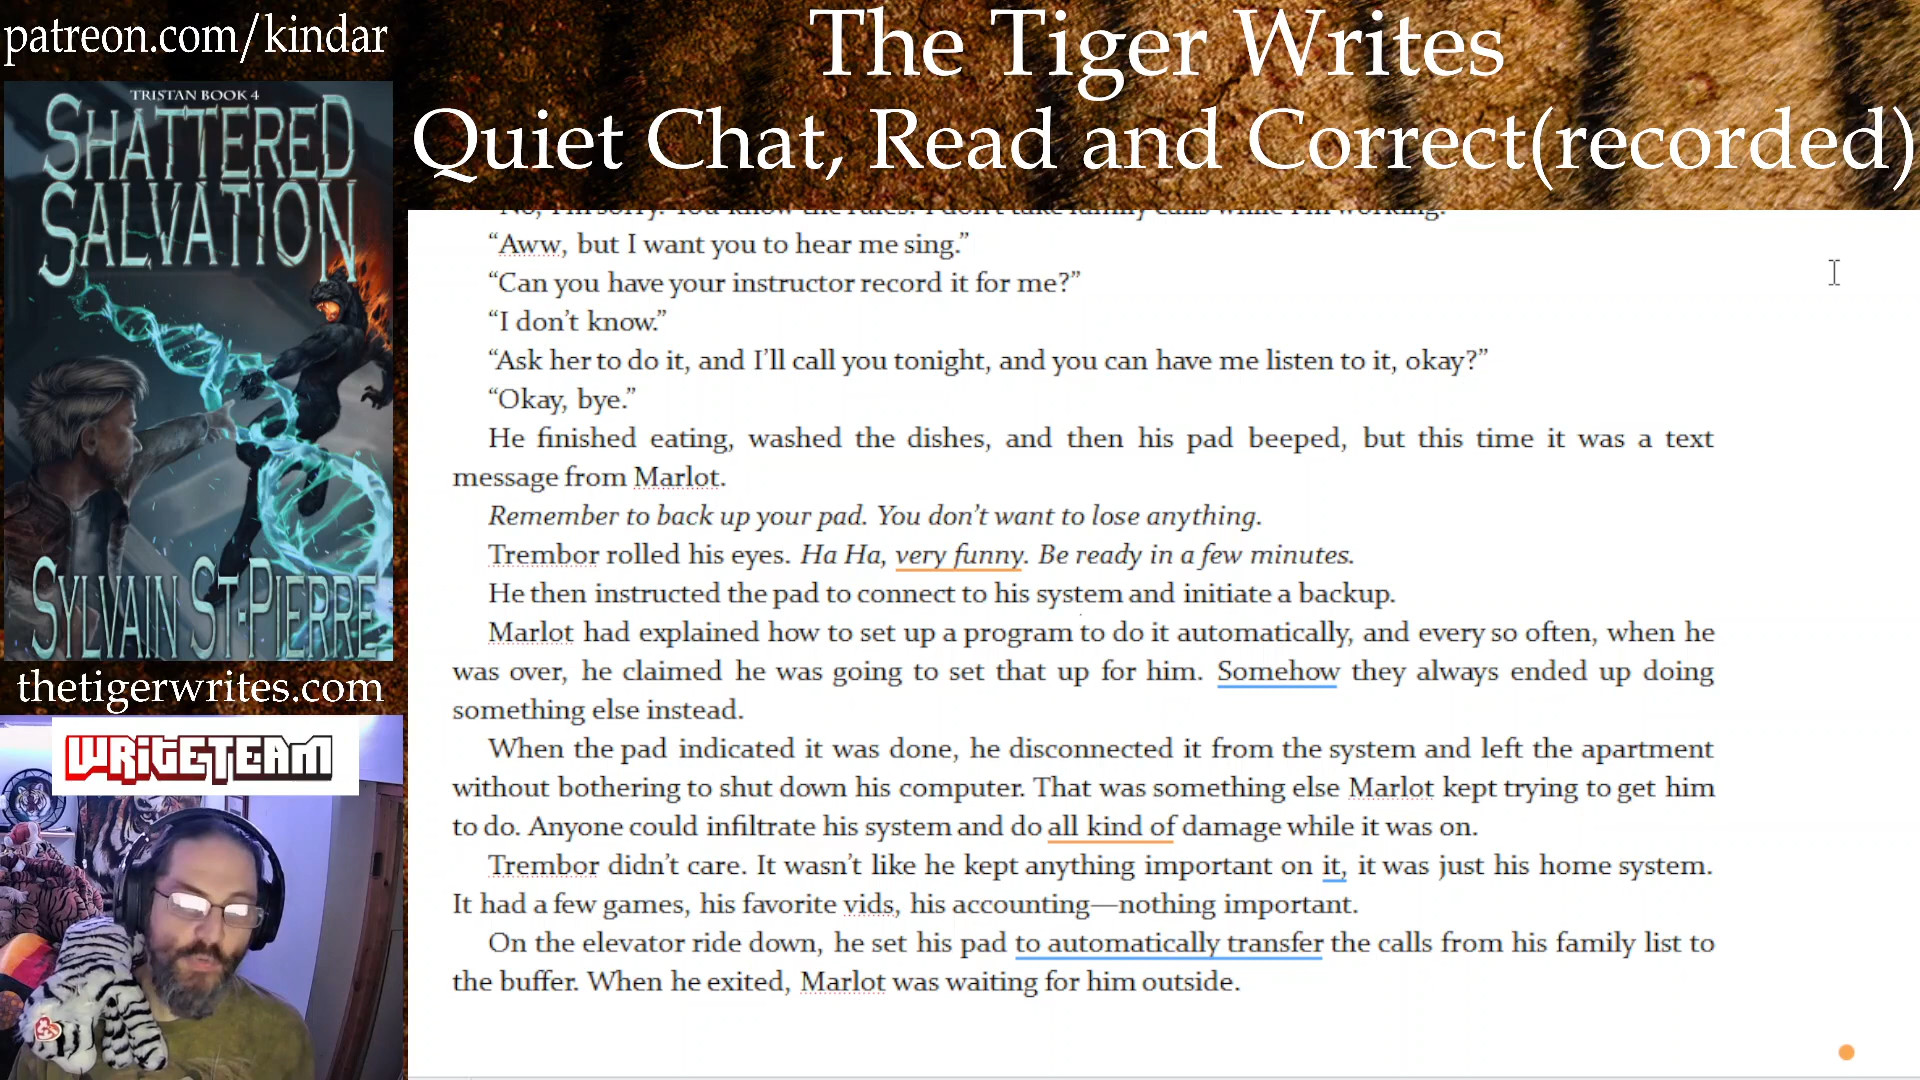 patreon.com/kindar
TRISTAN BOOK 4
SHATTERED
SALVATION
SYLVAIN ST-PIERRE
thetigerwrites.com
WRITETEAM
The Tiger Writes
Quiet Chat, Read and Correct(recorded)
“No, I’m sorry. You know the rules. I don’t take family calls while I’m working.
“Aww, but I want you to hear me sing.”
“Can you have your instructor record it for me?”
“I don’t know.”
“Ask her to do it, and I’ll call you tonight, and you can have me listen to it, okay?”
“Okay, bye.”
He finished eating, washed the dishes, and then his pad beeped, but this time it was a text
message from Marlot.
Remember to back up your pad. You don’t want to lose anything.
Trembor rolled his eyes. Ha Ha, very funny. Be ready in a few minutes.
He then instructed the pad to connect to his system and initiate a backup.
Marlot had explained how to set up a program to do it automatically, and every so often, when he
was over, he claimed he was going to set that up for him. Somehow they always ended up doing
something else instead.
When the pad indicated it was done, he disconnected it from the system and left the apartment
without bothering to shut down his computer. That was something else Marlot kept trying to get him
to do. Anyone could infiltrate his system and do all kind of damage while it was on.
Trembor didn’t care. It wasn’t like he kept anything important on it, it was just his home system.
It had a few games, his favorite vids, his accounting—nothing important.
On the elevator ride down, he set his pad to automatically transfer the calls from his family list to
the buffer. When he exited, Marlot was waiting for him outside.